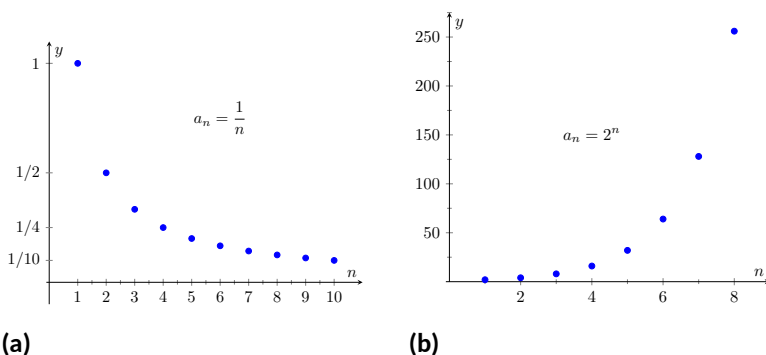 y
1
1/2
1/4
1/10
a_n = 1/n
n
1 2 3 4 5 6 7 8 9 10
(a)
y
250
200
150
100
50
a_n = 2^n
n
2 4 6 8
(b)